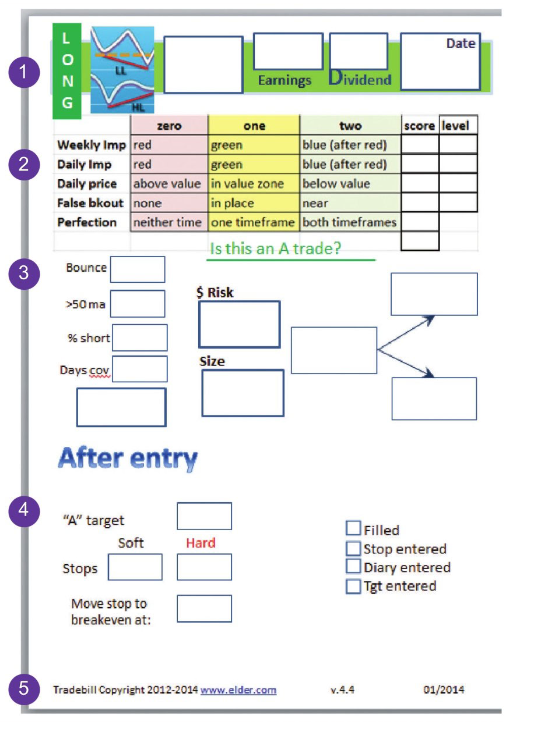 LONG
LL
HL
Date
Earnings
Dividend
1
zero one two score level
2
Weekly Imp red green blue (after red)
Daily Imp red green blue (after red)
Daily price above value in value zone below value
False bkout none in place near
Perfection neither time one timeframe both timeframes
Is this an A trade?
3
Bounce
>50 ma
% short
Days cov
$ Risk
Size
After entry
4
"A" target
Soft Hard
Stops
Move stop to
breakeven at:
Filled
Stop entered
Diary entered
Tgt entered
5
Tradebill Copyright 2012-2014 www.elder.com v.4.4 01/2014